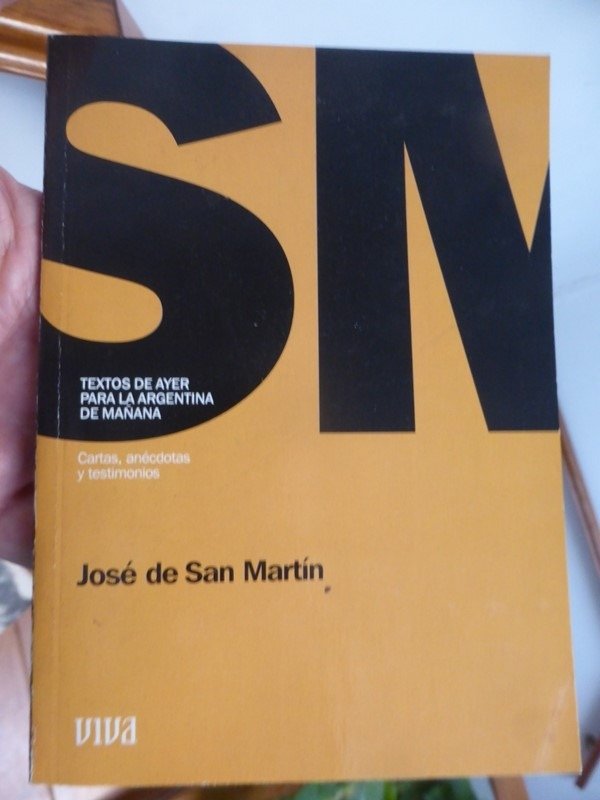 SM
TEXTOS DE AYER
PARA LA ARGENTINA
DE MAÑANA
Cartas, anécdotas
y testimonios
José de San Martín
VIVA